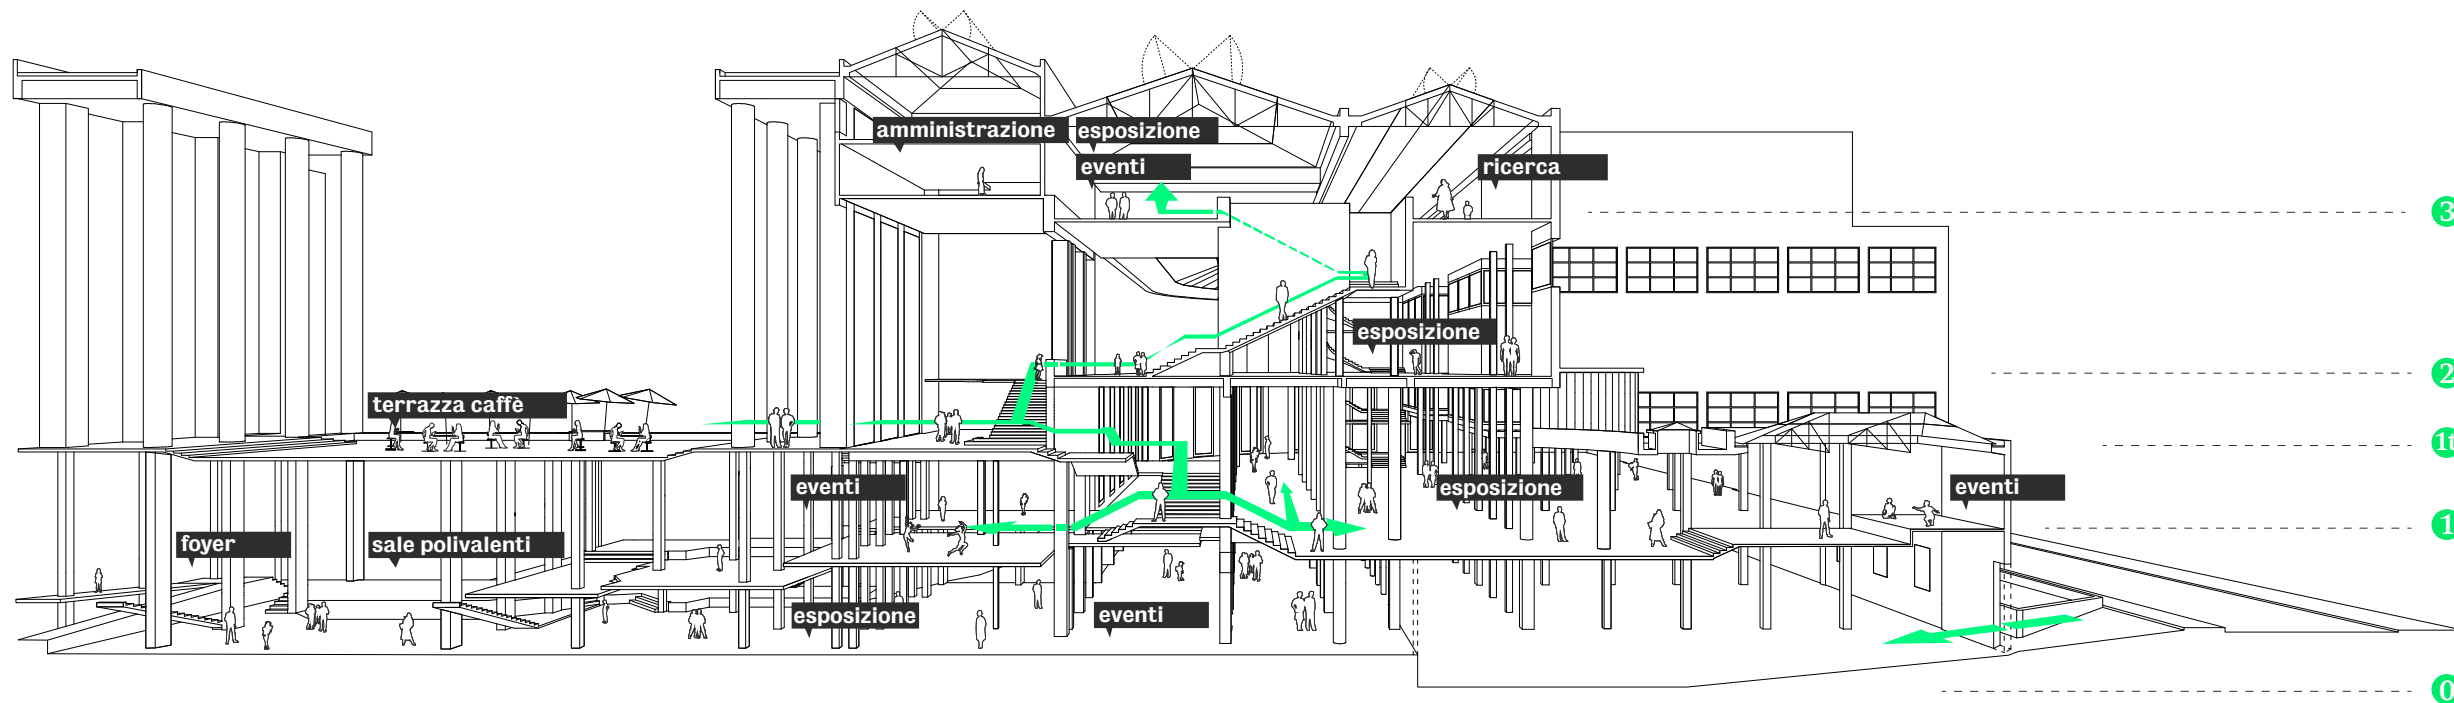 amministrazione
esposizione
eventi
ricerca
3
esposizione
2
terrazza caffè
1t
eventi
esposizione
eventi
1
foyer
sale polivalenti
esposizione
eventi
0